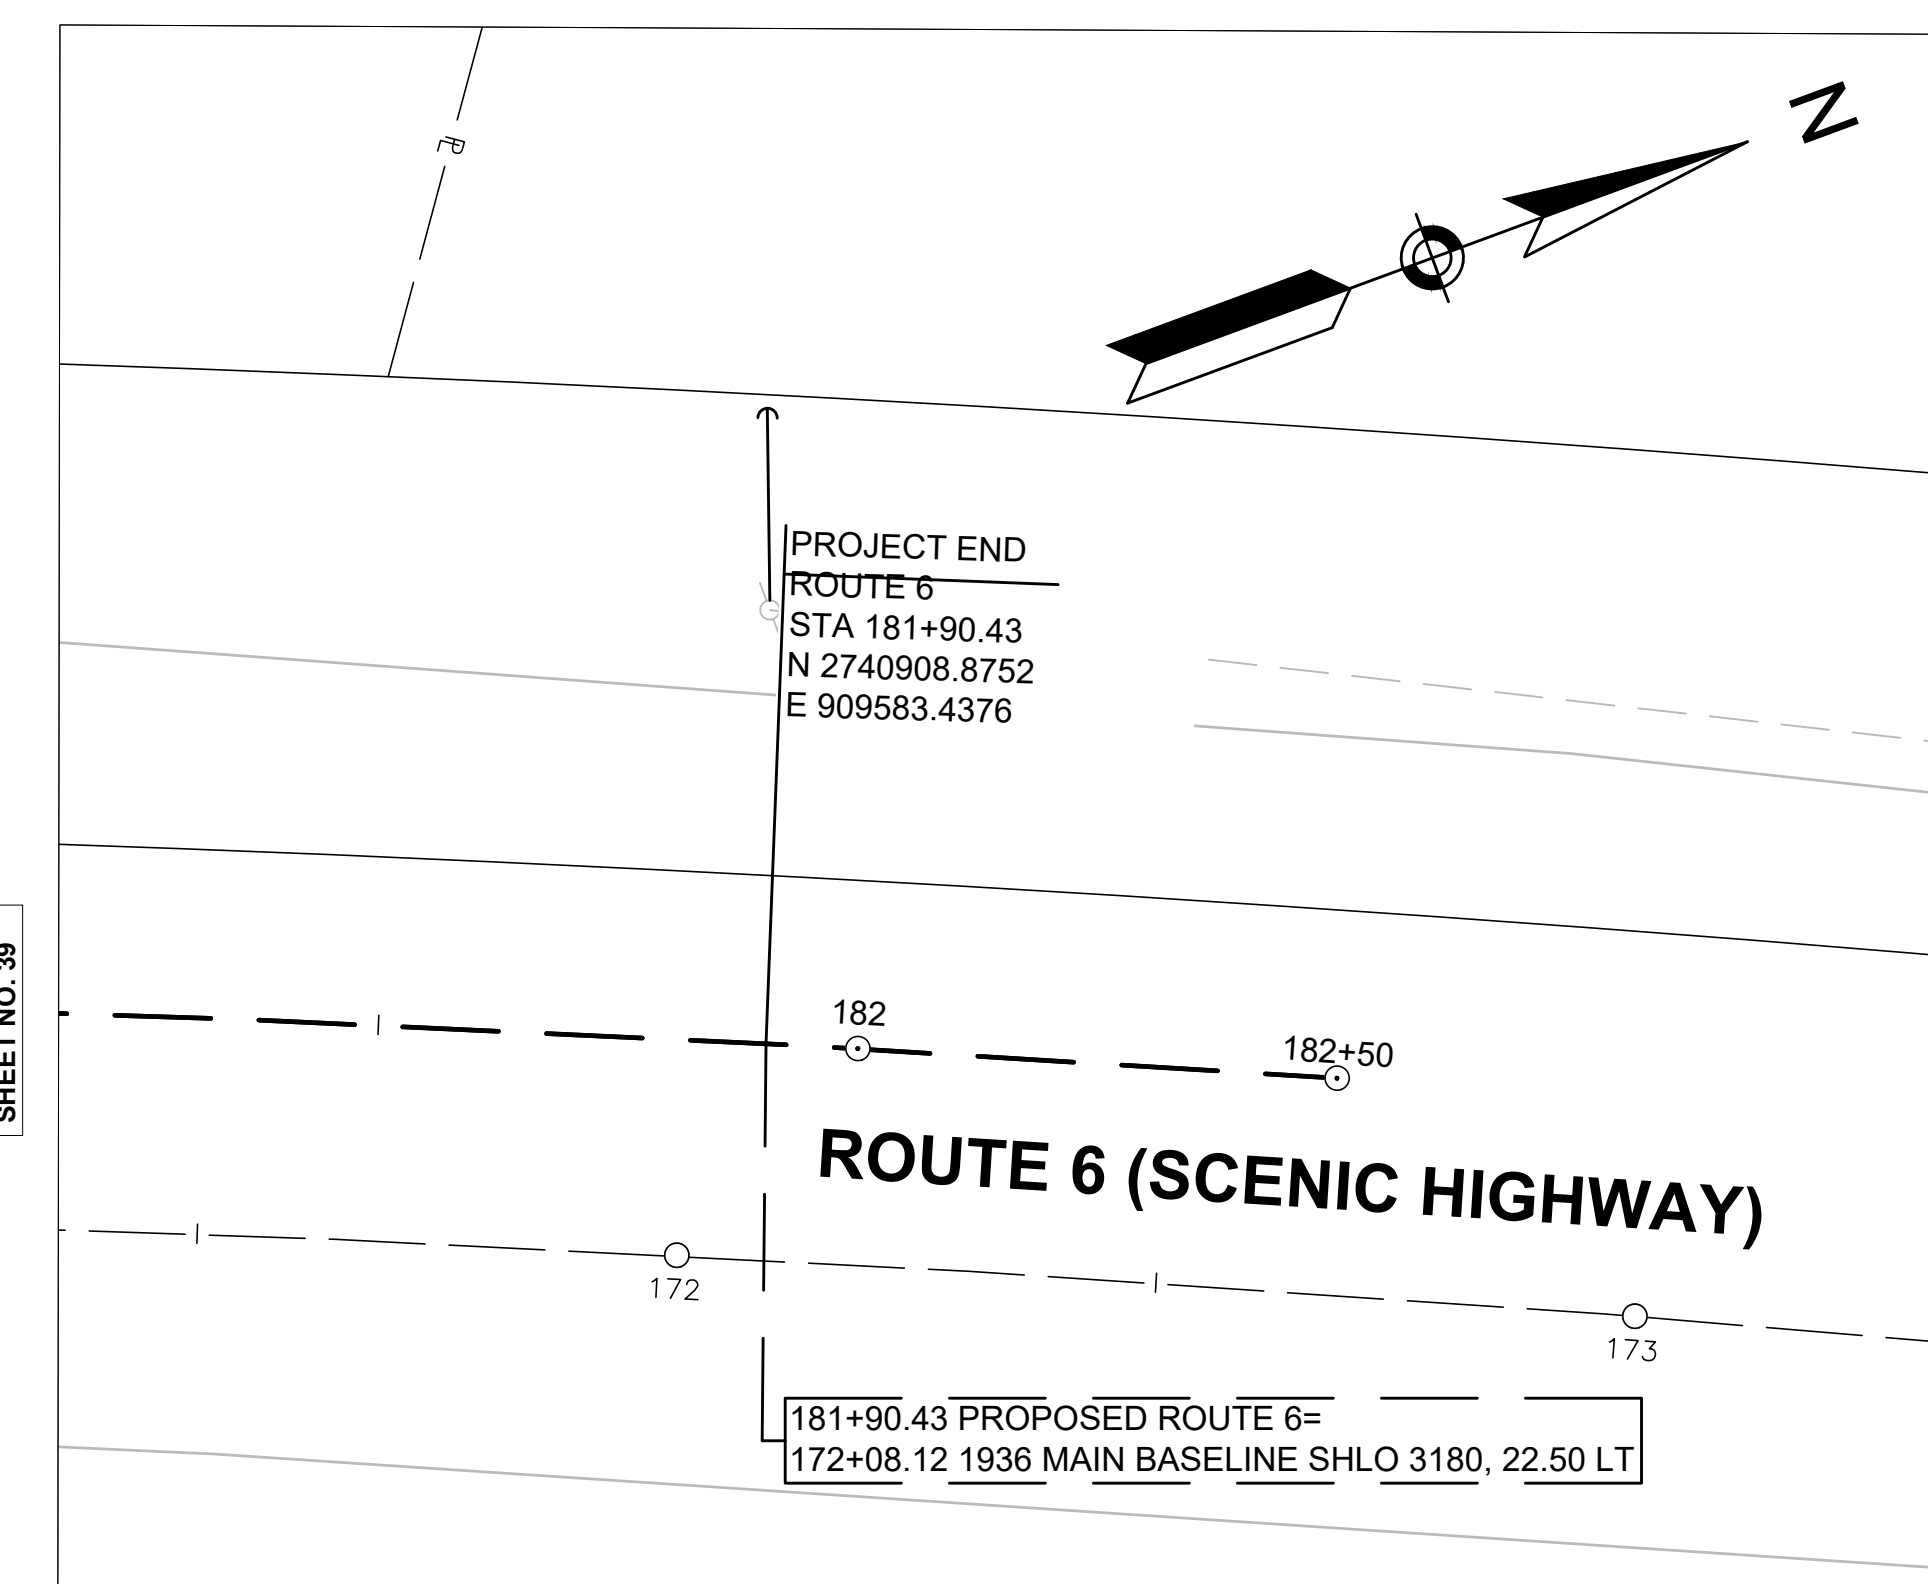 PL
N
PROJECT END
ROUTE 6
STA 181+90.43
N 2740908.8752
E 909583.4376
SHEET NO. 39
182
182+50
ROUTE 6 (SCENIC HIGHWAY)
172
173
181+90.43 PROPOSED ROUTE 6=
172+08.12 1936 MAIN BASELINE SHLO 3180, 22.50 LT